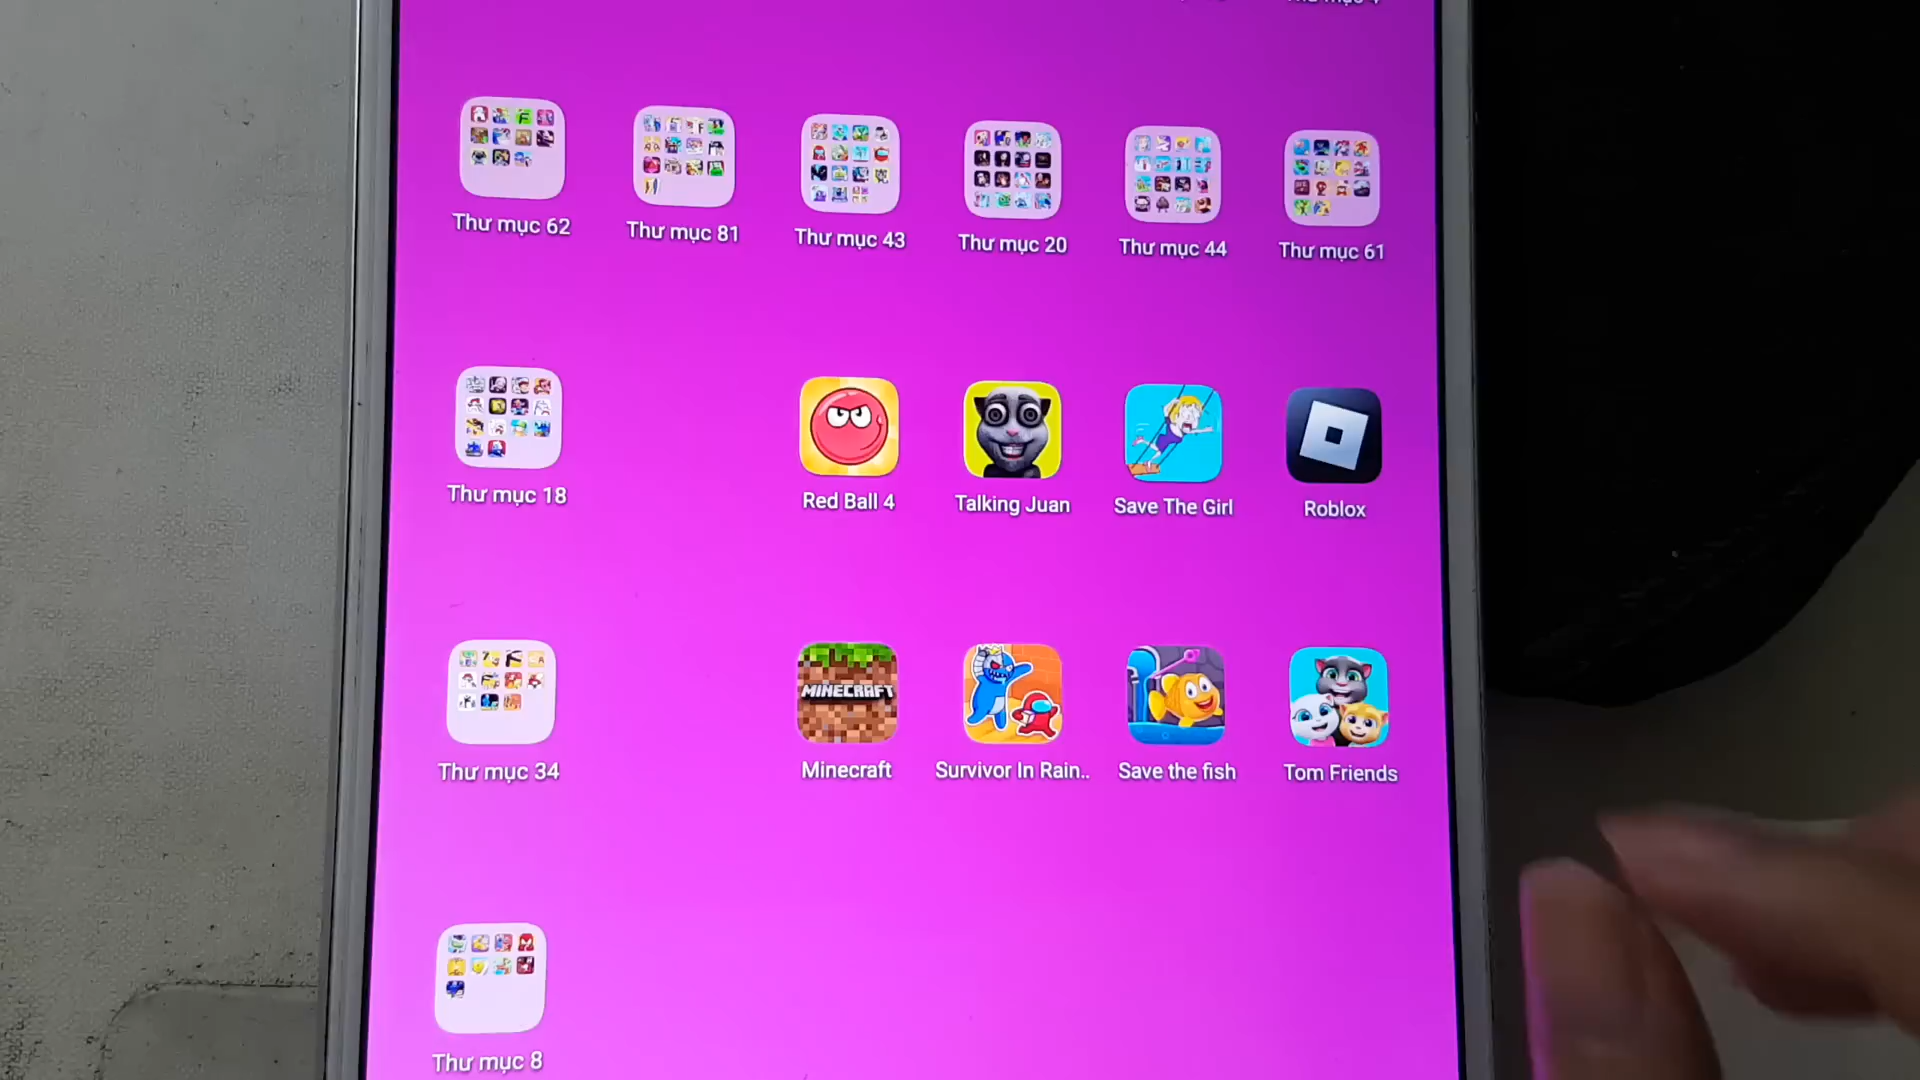 Thư mục 62
Thư mục 81
Thư mục 43
Thư mục 20
Thư mục 44
Thư mục 61
Thư mục 18
Red Ball 4
Talking Juan
Save The Girl
Roblox
MINECRAFT
Thư mục 34
Minecraft
Survivor In Rain..
Save the fish
Tom Friends
Thư mục 8